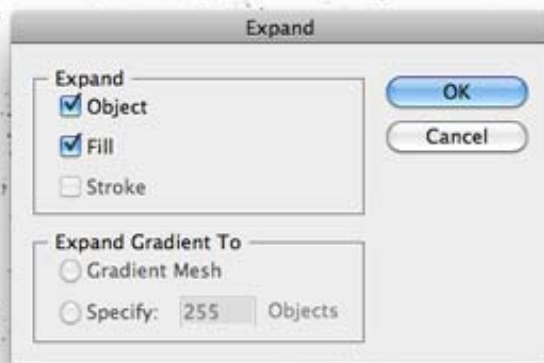 Expand
Expand
Object
Fill
Stroke
OK
Cancel
Expand Gradient To
Gradient Mesh
Specify: 255 Objects